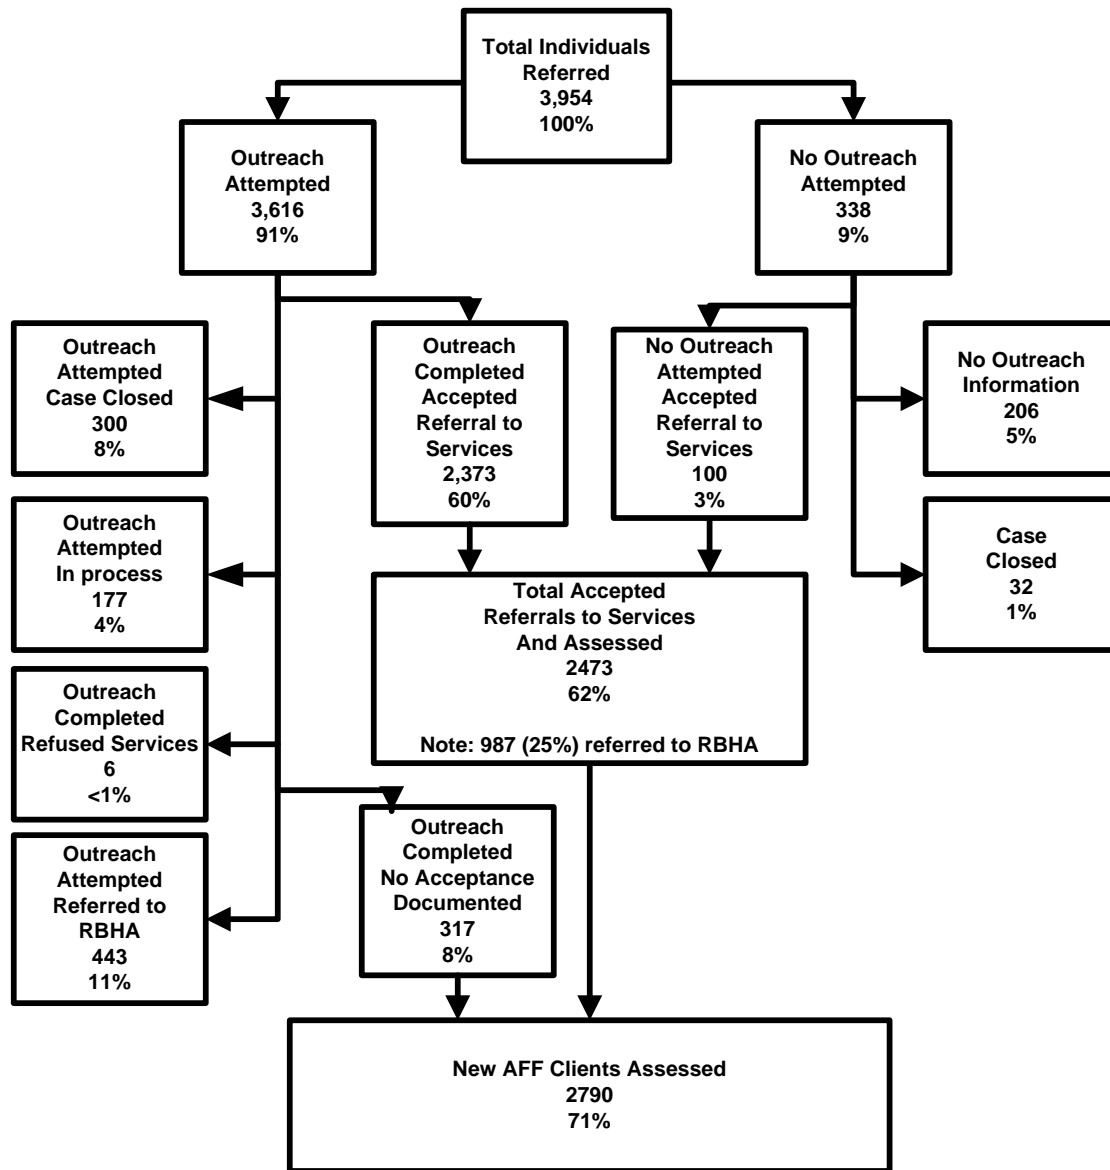 Total Individuals
Referred
3,954
100%
Outreach
Attempted
3,616
91%
No Outreach
Attempted
338
9%
Outreach
Attempted
Case Closed
300
8%
Outreach
Completed
Accepted
Referral to
Services
2,373
60%
No Outreach
Attempted
Accepted
Referral to
Services
100
3%
No Outreach
Information
206
5%
Outreach
Attempted
In process
177
4%
Case
Closed
32
1%
Total Accepted
Referrals to Services
And Assessed
2473
62%
Note: 987 (25%) referred to RBHA
Outreach
Completed
Refused Services
6
<1%
Outreach
Completed
No Acceptance
Documented
317
8%
Outreach
Attempted
Referred to
RBHA
443
11%
New AFF Clients Assessed
2790
71%